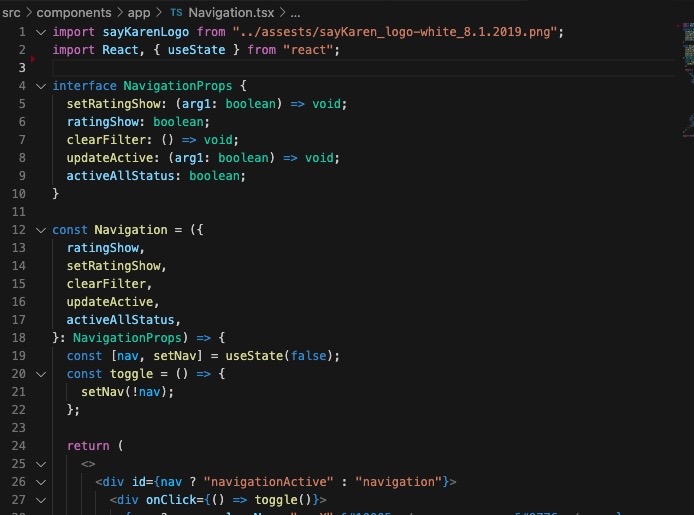 src > components > app > TS Navigation.tsx > ...
1 import sayKarenLogo from "../assests/sayKaren_logo-white_8.1.2019.png";
2 import React, { useState } from "react";
3
4 interface NavigationProps {
5 setRatingShow: (arg1: boolean) => void;
6 ratingShow: boolean;
7 clearFilter: () => void;
8 updateActive: (arg1: boolean) => void;
9 activeAllStatus: boolean;
10 }
11
12 const Navigation = ({
13 ratingShow,
14 setRatingShow,
15 clearFilter,
16 updateActive,
17 activeAllStatus,
18 }: NavigationProps) => {
19 const [nav, setNav] = useState(false);
20 const toggle = () => {
21 setNav(!nav);
22 };
23
24 return (
25 <>
26 <div id={nav ? "navigationActive" : "navigation"}>
27 <div onClick={() => toggle()}>